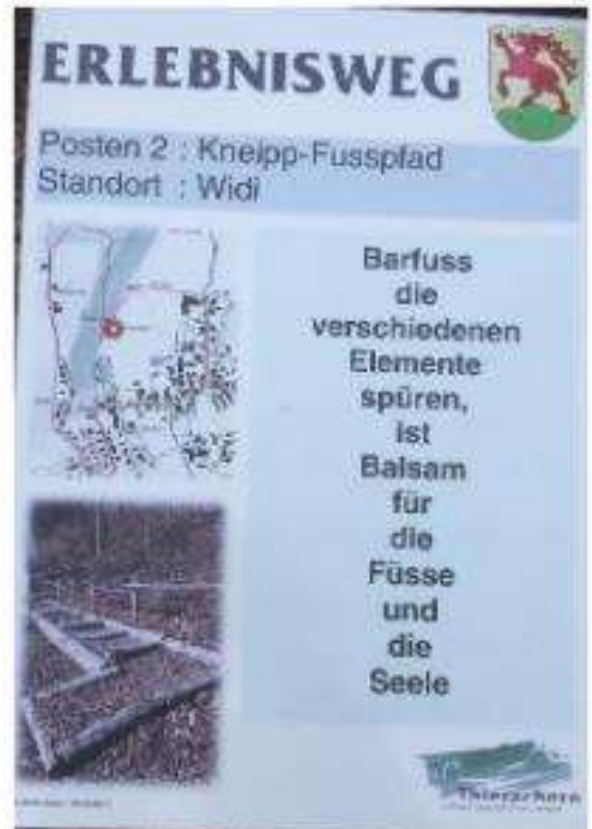 ERLEBNISWEG
Posten 2 : Kneipp-Fusspfad
Standort : Widi
Barfuss
die
verschiedenen
Elemente
spüren,
ist
Balsam
für
die
Füsse
und
die
Seele
Thierachern